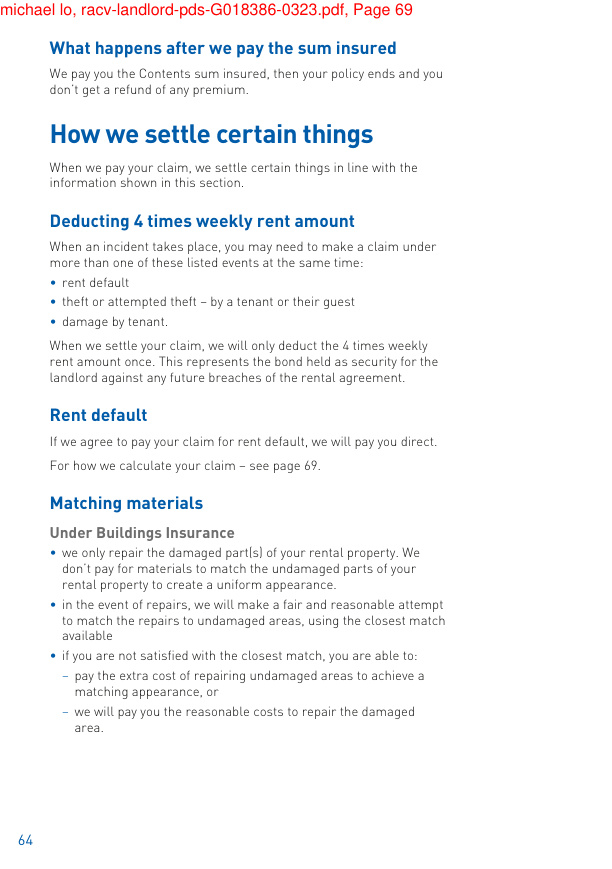 michael lo, racv-landlord-pds-G018386-0323.pdf, Page 69
What happens after we pay the sum insured
We pay you the Contents sum insured, then your policy ends and you
don't get a refund of any premium.
How we settle certain things
When we pay your claim, we settle certain things in line with the
information shown in this section.
Deducting 4 times weekly rent amount
When an incident takes place, you may need to make a claim under
more than one of these listed events at the same time:
• rent default
• theft or attempted theft – by a tenant or their guest
• damage by tenant.
When we settle your claim, we will only deduct the 4 times weekly
rent amount once. This represents the bond held as security for the
landlord against any future breaches of the rental agreement.
Rent default
If we agree to pay your claim for rent default, we will pay you direct.
For how we calculate your claim – see page 69.
Matching materials
Under Buildings Insurance
• we only repair the damaged part(s) of your rental property. We
don't pay for materials to match the undamaged parts of your
rental property to create a uniform appearance.
• in the event of repairs, we will make a fair and reasonable attempt
to match the repairs to undamaged areas, using the closest match
available
• if you are not satisfied with the closest match, you are able to:
– pay the extra cost of repairing undamaged areas to achieve a
matching appearance, or
– we will pay you the reasonable costs to repair the damaged
area.
64